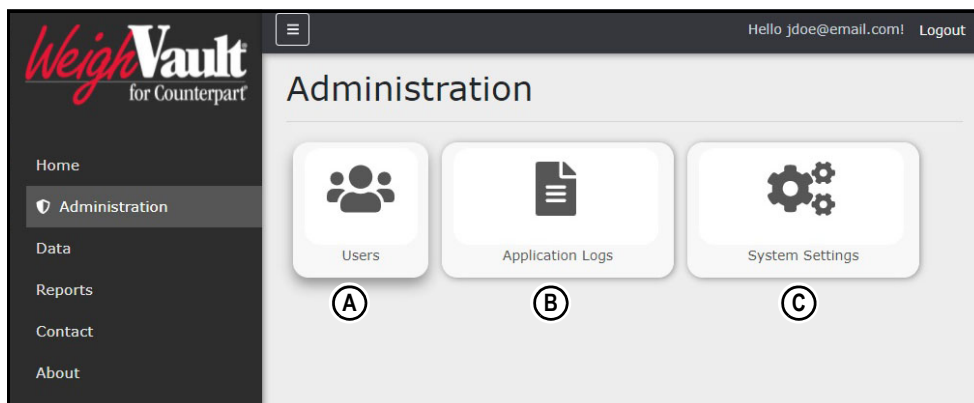 WeighVault
for Counterpart®
Hello jdoe@email.com! Logout
Administration
Home
Administration
Data
Reports
Contact
About
Users
Application Logs
System Settings
A
B
C